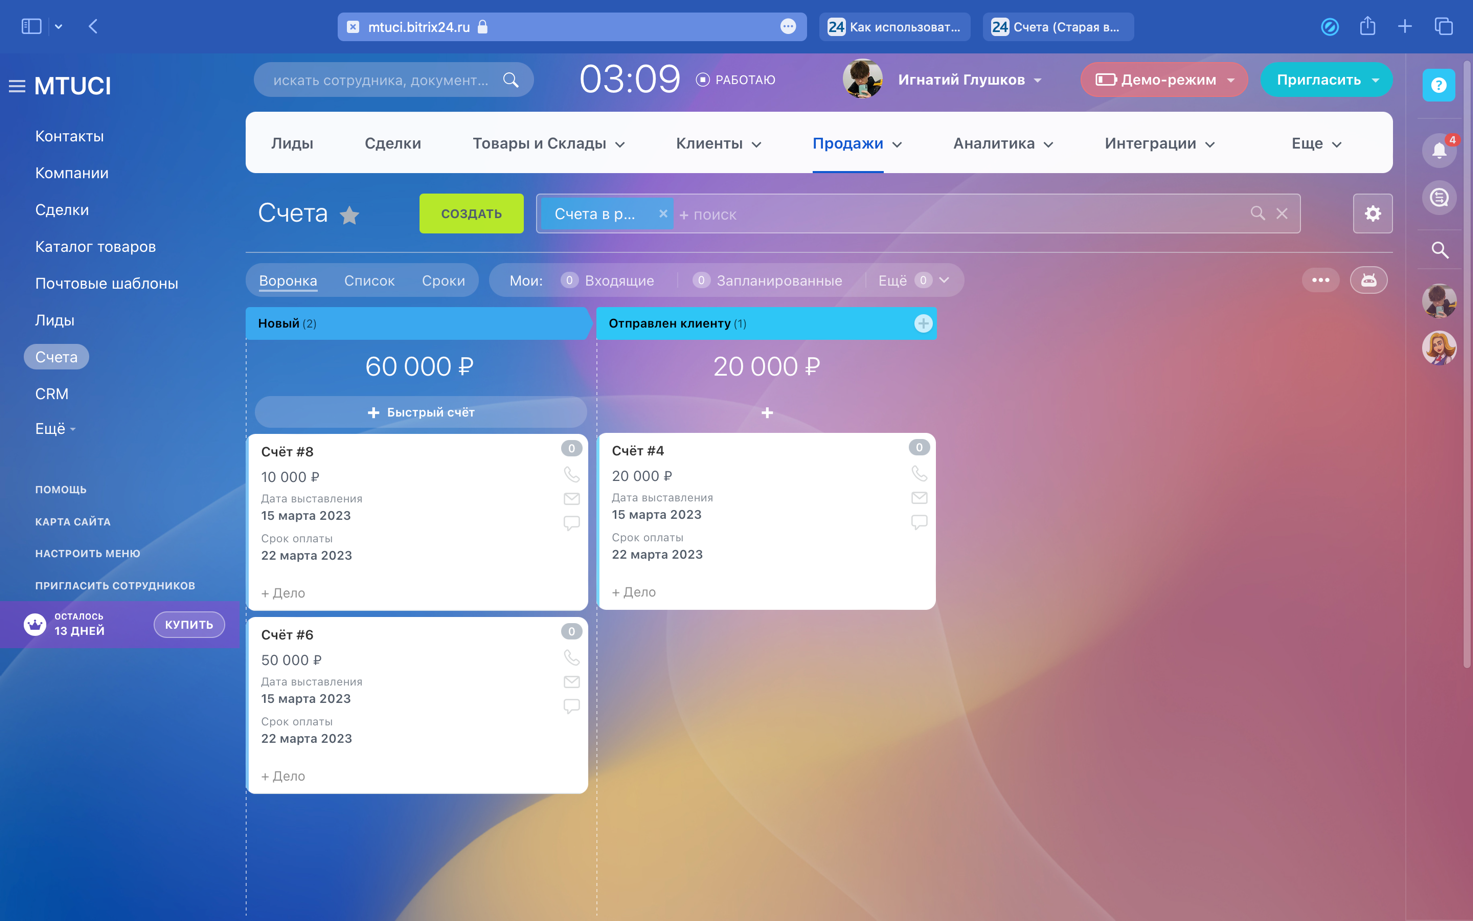 mtuci.bitrix24.ru
24 Как использоват...
24 Счета (Старая в...
MTUCI
искать сотрудника, документ...
03:09
РАБОТАЮ
Игнатий Глушков
Демо-режим
Пригласить
?
4
Контакты
Компании
Сделки
Каталог товаров
Почтовые шаблоны
Лиды
Счета
CRM
Ещё
ПОМОЩЬ
КАРТА САЙТА
НАСТРОИТЬ МЕНЮ
ПРИГЛАСИТЬ СОТРУДНИКОВ
ОСТАЛОСЬ
13 ДНЕЙ
КУПИТЬ
Лиды
Сделки
Товары и Склады
Клиенты
Продажи
Аналитика
Интеграции
Еще
Счета
СОЗДАТЬ
Счета в р...
+ поиск
Воронка
Список
Сроки
Мои:
0 Входящие
0 Запланированные
Ещё 0
Новый (2)
60 000 ₽
+ Быстрый счёт
Счёт #8
0
10 000 ₽
Дата выставления
15 марта 2023
Срок оплаты
22 марта 2023
+ Дело
Счёт #6
0
50 000 ₽
Дата выставления
15 марта 2023
Срок оплаты
22 марта 2023
+ Дело
Отправлен клиенту (1)
20 000 ₽
+
Счёт #4
0
20 000 ₽
Дата выставления
15 марта 2023
Срок оплаты
22 марта 2023
+ Дело